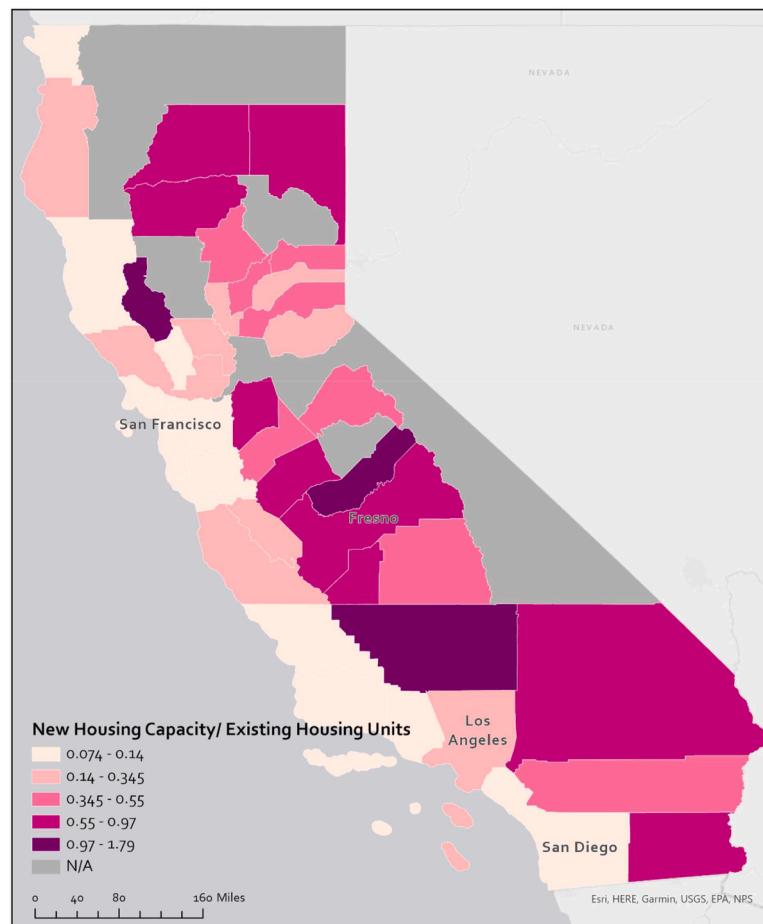 NEVADA
NEVADA
San Francisco
Fresno
Los
Angeles
San Diego
New Housing Capacity/ Existing Housing Units
0.074 - 0.14
0.14 - 0.345
0.345 - 0.55
0.55 - 0.97
0.97 - 1.79
N/A
0 40 80 160 Miles
Esri, HERE, Garmin, USGS, EPA, NPS